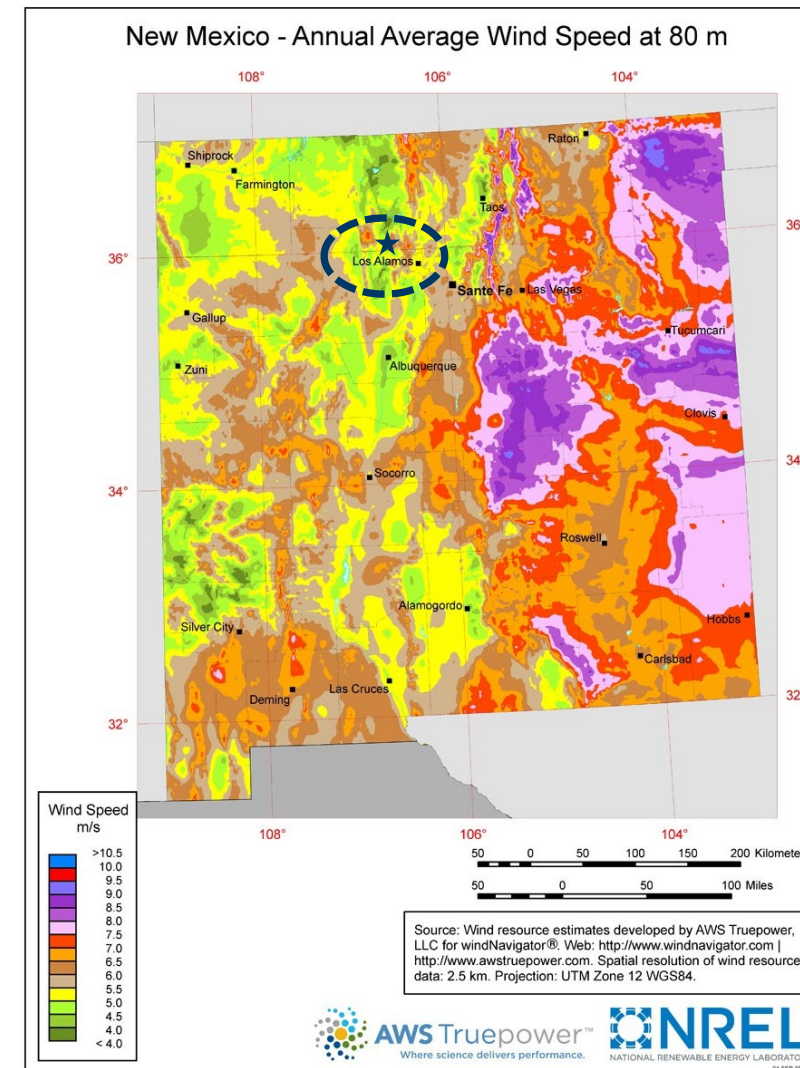 New Mexico - Annual Average Wind Speed at 80 m
108°
106°
104°
Raton
Shiprock
Farmington
Taos
36°
36
Los Alamos
Sante Fe
Las Vegas
Gallup
Tucumcari
Zuni
Albuquerque
Clovis
34
Socorro
34°
Roswell
Alamogordo
Hobbs
Silver City
Carlsbad
Las Cruces
Deming
32
32°
108°
106°
104°
Wind Speed
m/s
>10.5
10.0
9.5
9.0
8.5
8.0
7.5
7.0
6.5
6.0
5.5
5.0
4.5
4.0
< 4.0
50 0 50 100 150 200 Kilomete
50 0 50 100 Miles
Source: Wind resource estimates developed by AWS Truepower,
LLC for windNavigator®. Web: http://www.windnavigator.com |
http://www.awstruepower.com. Spatial resolution of wind resource
data: 2.5 km. Projection: UTM Zone 12 WGS84.
AWS Truepower™
Where science delivers performance.
NREL
NATIONAL RENEWABLE ENERGY LABORATO